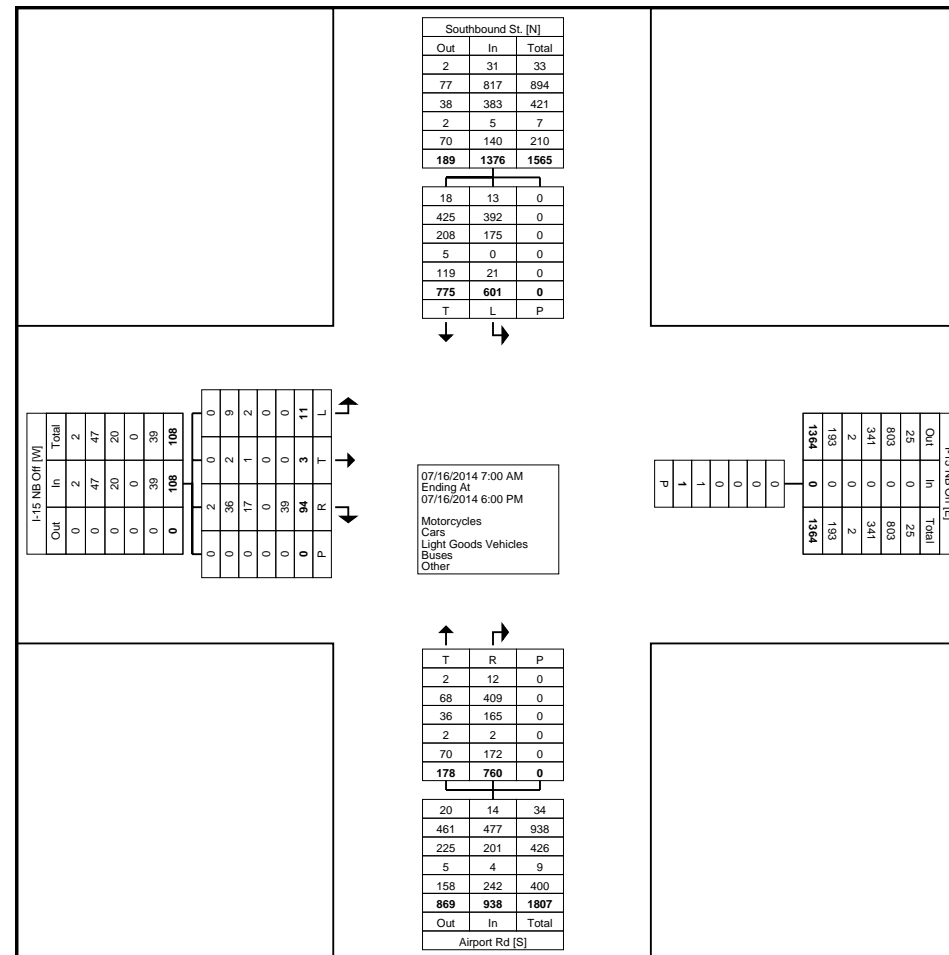 Southbound St. [N]
Out In Total
2 31 33
77 817 894
38 383 421
2 5 7
70 140 210
189 1376 1565
18 13 0
425 392 0
208 175 0
5 0 0
119 21 0
775 601 0
T L P
I-15 NB Off [W]
Out In Total
0 2 2
0 47 47
0 20 20
0 0 0
0 39 39
0 108 108
0 2 0 0
0 36 2 9
0 17 1 2
0 0 0 0
0 39 0 0
0 94 3 11
P R T L
07/16/2014 7:00 AM
Ending At
07/16/2014 6:00 PM
Motorcycles
Cars
Light Goods Vehicles
Buses
Other
I-15 NB Off [E]
Out In Total
25 0 25
803 0 803
341 0 341
2 0 2
193 0 193
1364 0 1364
0
0
0
0
1
1
P
T R P
2 12 0
68 409 0
36 165 0
2 2 0
70 172 0
178 760 0
20 14 34
461 477 938
225 201 426
5 4 9
158 242 400
869 938 1807
Out In Total
Airport Rd [S]